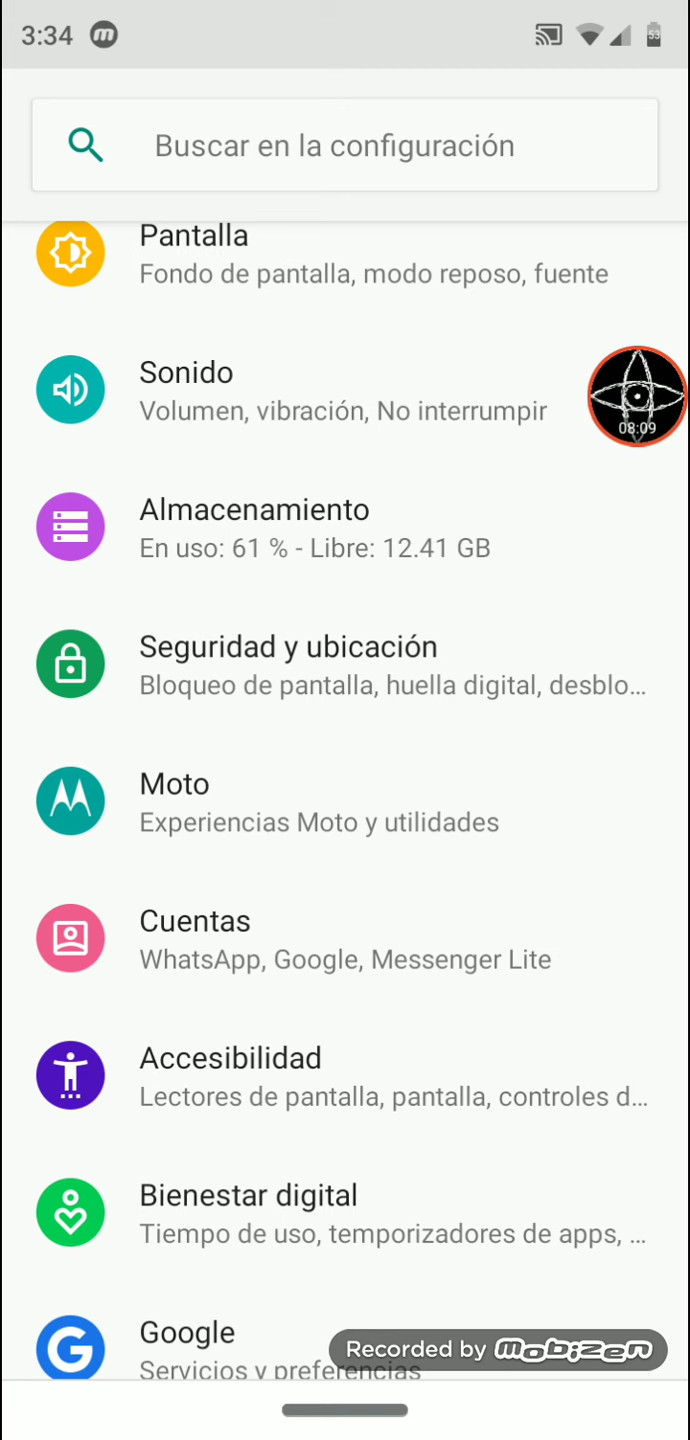 3:34
53
Buscar en la configuración
Pantalla
Fondo de pantalla, modo reposo, fuente
Sonido
Volumen, vibración, No interrumpir
08:09
Almacenamiento
En uso: 61 % - Libre: 12.41 GB
Seguridad y ubicación
Bloqueo de pantalla, huella digital, desblo…
Moto
Experiencias Moto y utilidades
Cuentas
WhatsApp, Google, Messenger Lite
Accesibilidad
Lectores de pantalla, pantalla, controles d…
Bienestar digital
Tiempo de uso, temporizadores de apps, …
Google
Recorded by mobizen
Servicios y preferencias